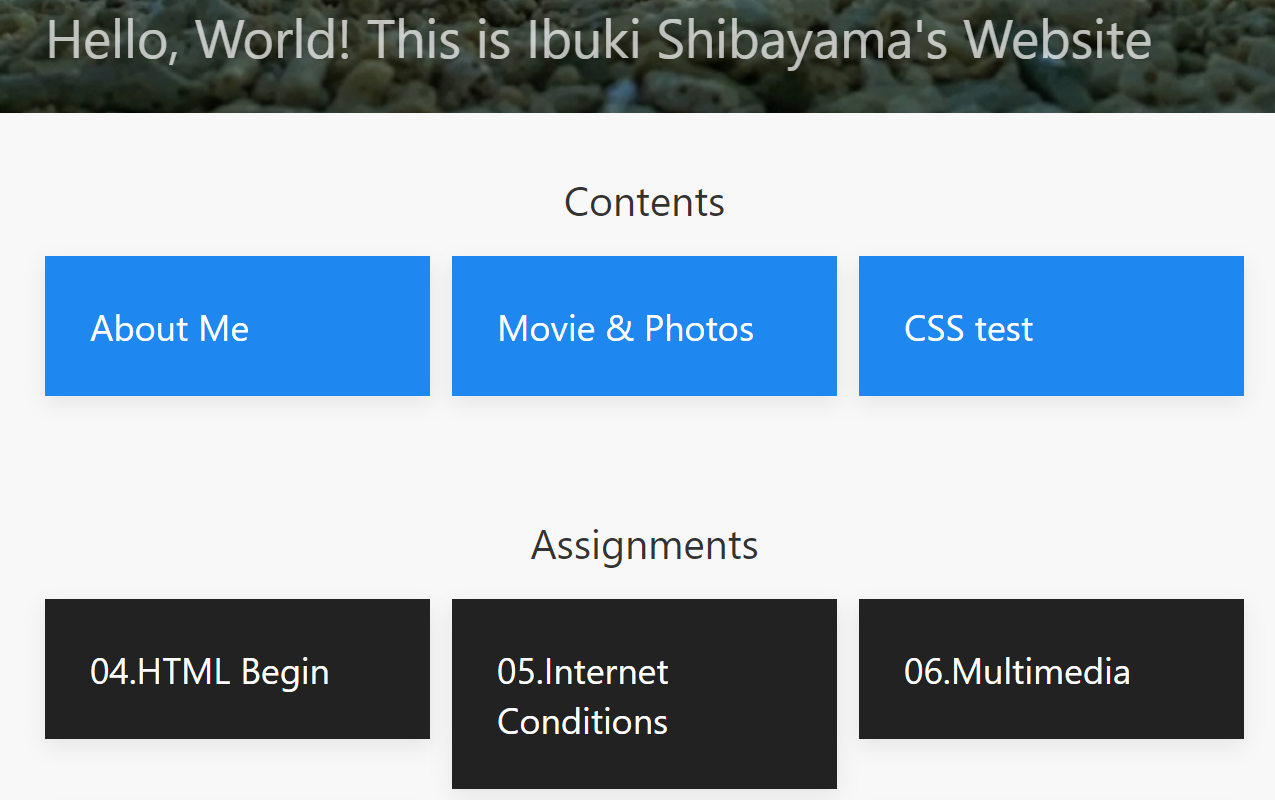 Hello, World! This is Ibuki Shibayama's Website
Contents
About Me
Movie & Photos
CSS test
Assignments
04.HTML Begin
05.Internet
Conditions
06.Multimedia